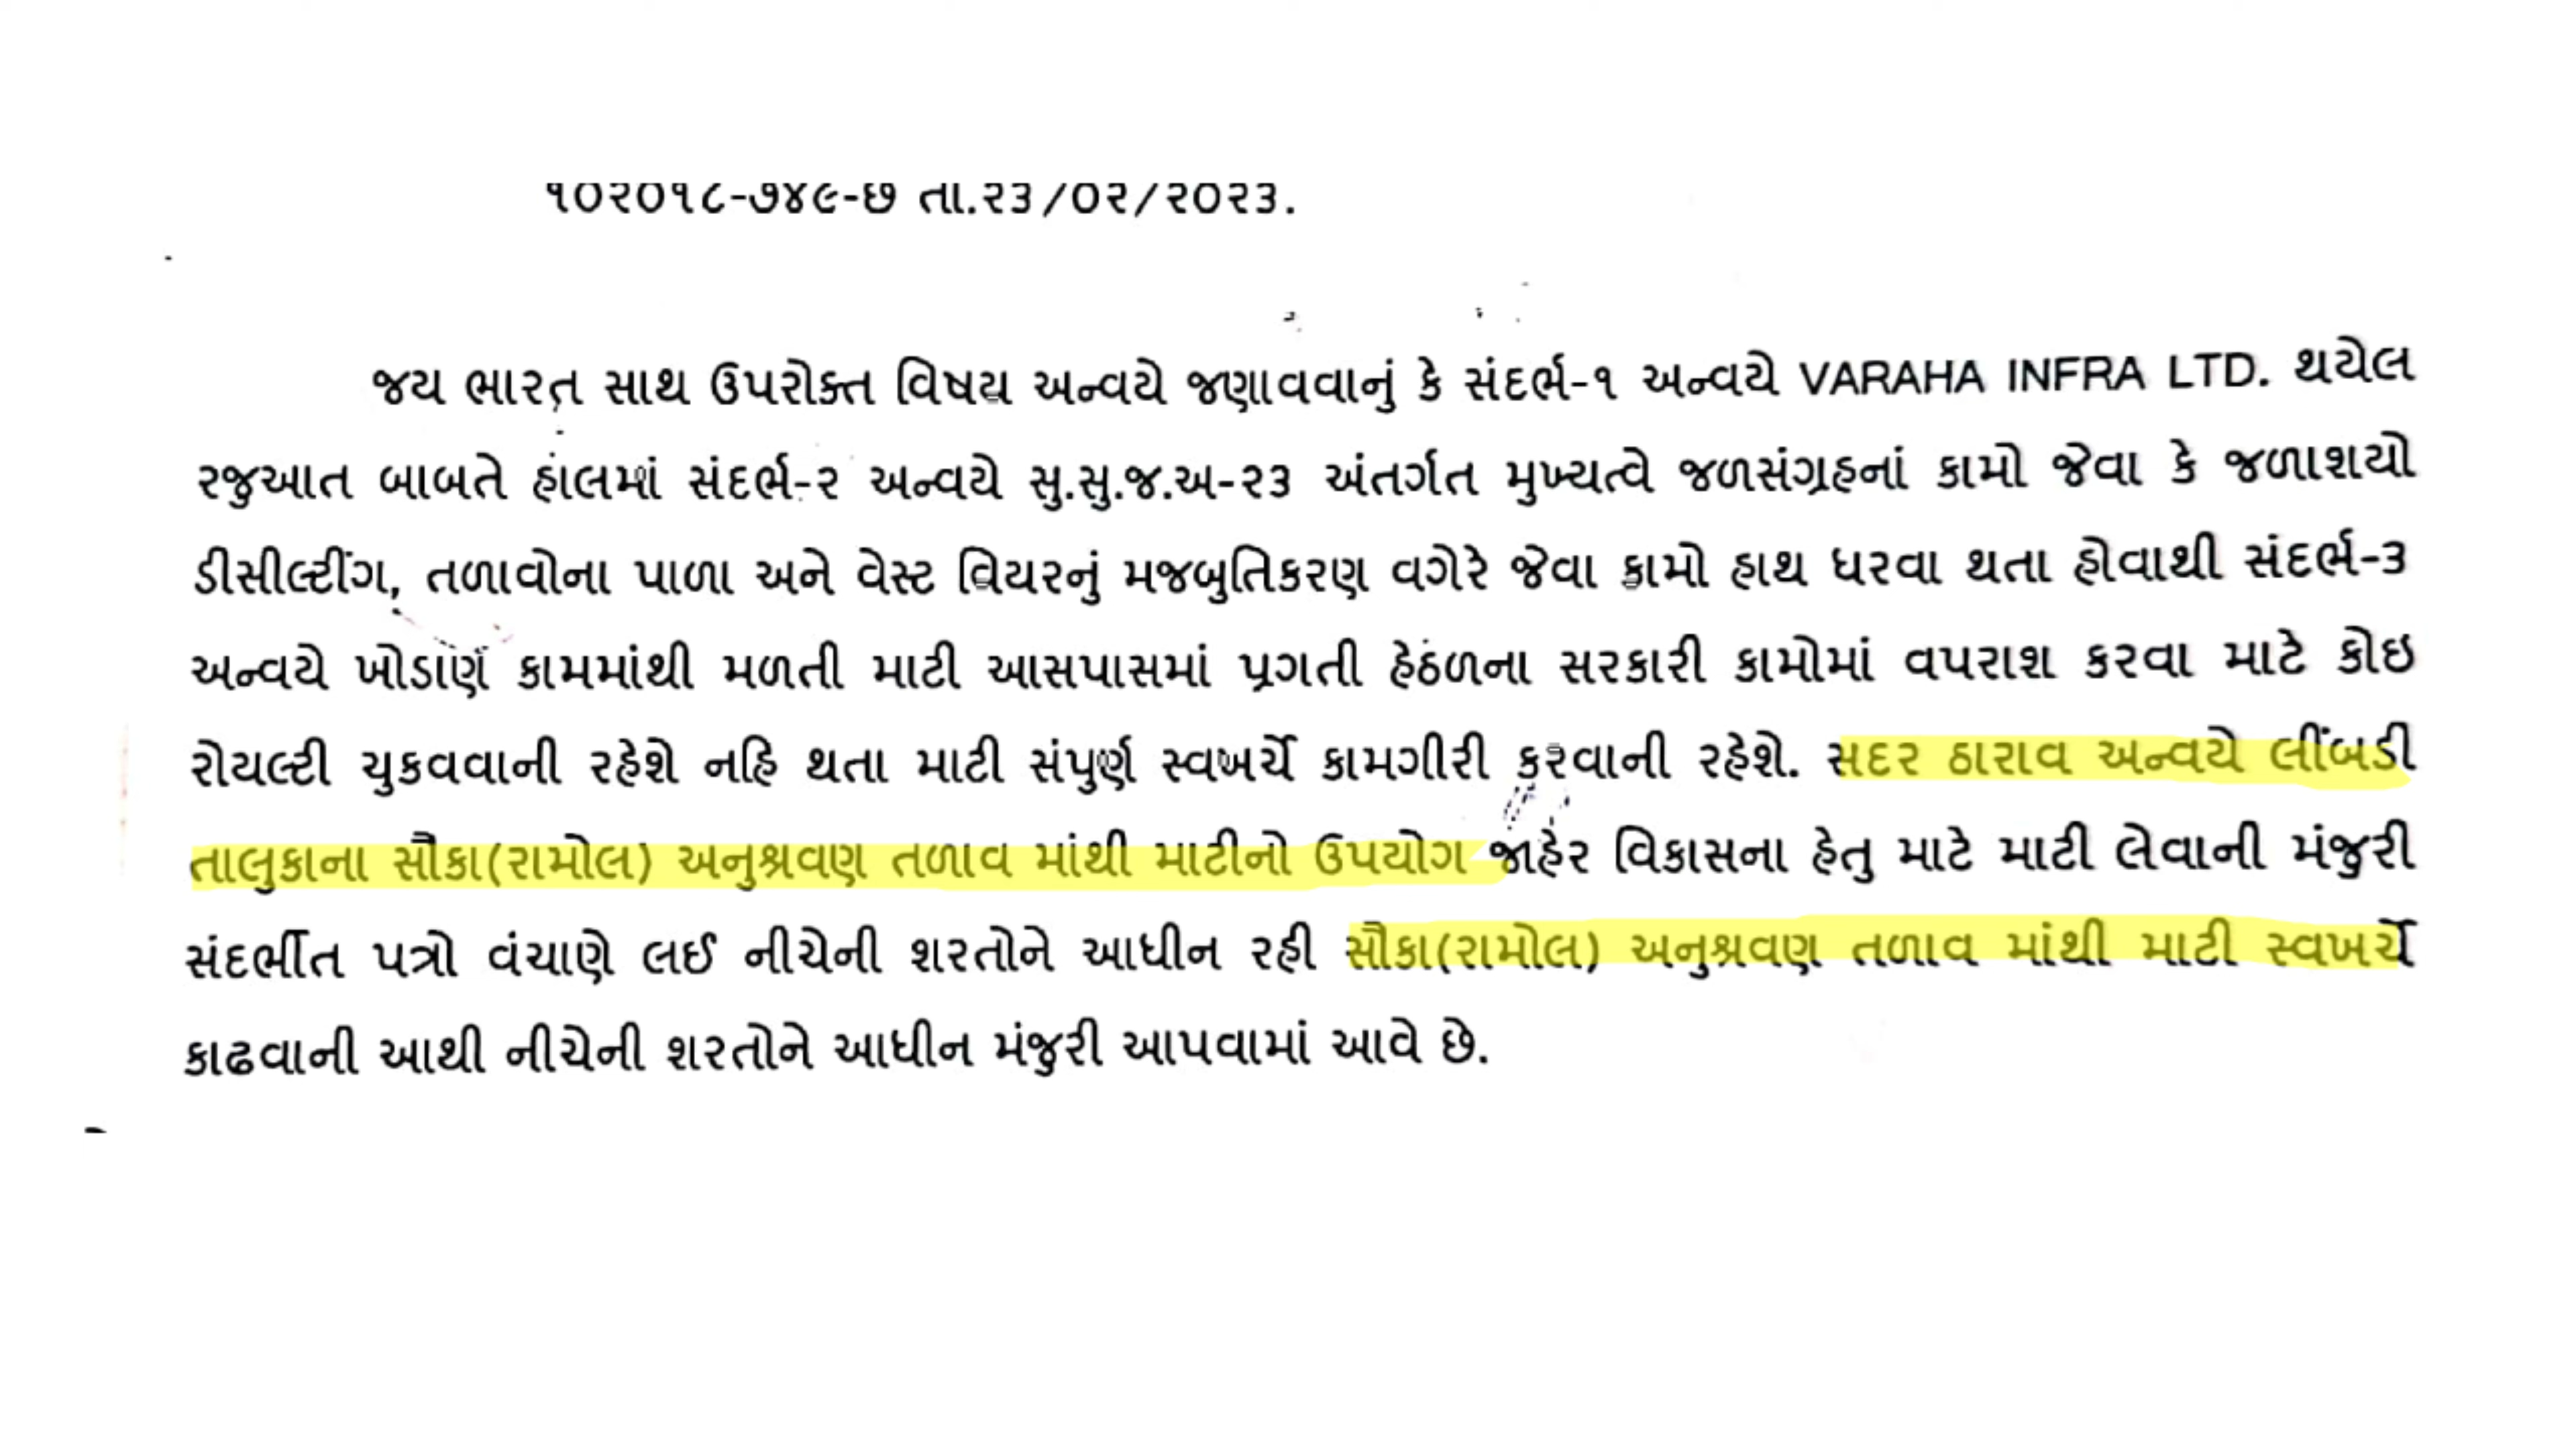 ૧૦૨૦૧૮-૭૪૯-છ તા.૨૩/૦૨/૨૦૨૩.
જય ભારત સાથ ઉપરોક્ત વિષય અન્વયે જણાવવાનું કે સંદર્ભ-૧ અન્વયે VARAHA INFRA LTD. થયેલ
રજુઆત બાબતે હાલમાં સંદર્ભ-૨ અન્વયે સુ.સુ.જ.અ-૨૩ અંતર્ગત મુખ્યત્વે જળસંગ્રહનાં કામો જેવા કે જળાશયો
ડીસીલ્ટીંગ, તળાવોના પાળા અને વેસ્ટ વિયરનું મજબુતિકરણ વગેરે જેવા કામો હાથ ધરવા થતા હોવાથી સંદર્ભ-૩
અન્વયે ખોડાણ કામમાંથી મળતી માટી આસપાસમાં પ્રગતી હેઠળના સરકારી કામોમાં વપરાશ કરવા માટે કોઇ
રોયલ્ટી ચુકવવાની રહેશે નહિ થતા માટી સંપુર્ણ સ્વખર્ચે કામગીરી કરવાની રહેશે. સદર ઠારાવ અન્વયે લીંબડી
તાલુકાના સૌકા(રામોલ) અનુશ્રવણ તળાવ માંથી માટીનો ઉપયોગ જાહેર વિકાસના હેતુ માટે માટી લેવાની મંજુરી
સંદર્ભીત પત્રો વંચાણે લઈ નીચેની શરતોને આધીન રહી સૌકા(રામોલ) અનુશ્રવણ તળાવ માંથી માટી સ્વખર્ચે
કાઢવાની આથી નીચેની શરતોને આધીન મંજુરી આપવામાં આવે છે.